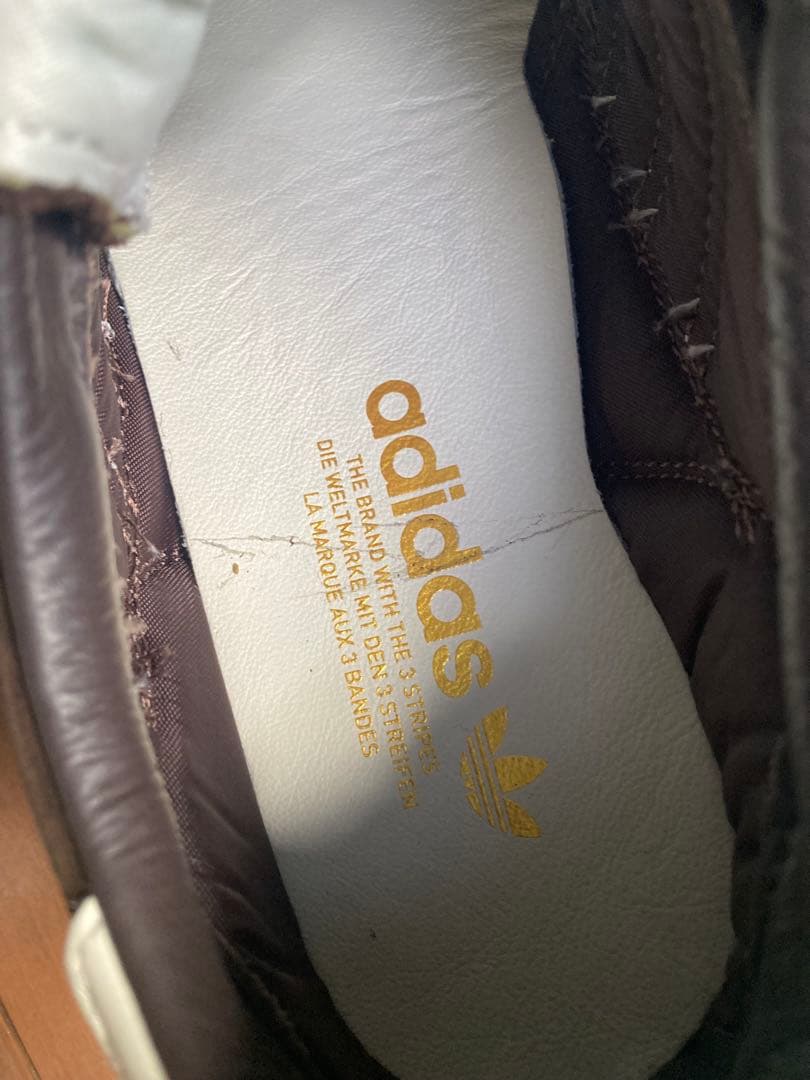 adidas
THE BRAND WITH THE 3 STRIPES
DIE WELTMARKE MIT DEN 3 STREIFEN
LA MARQUE AUX 3 BANDES